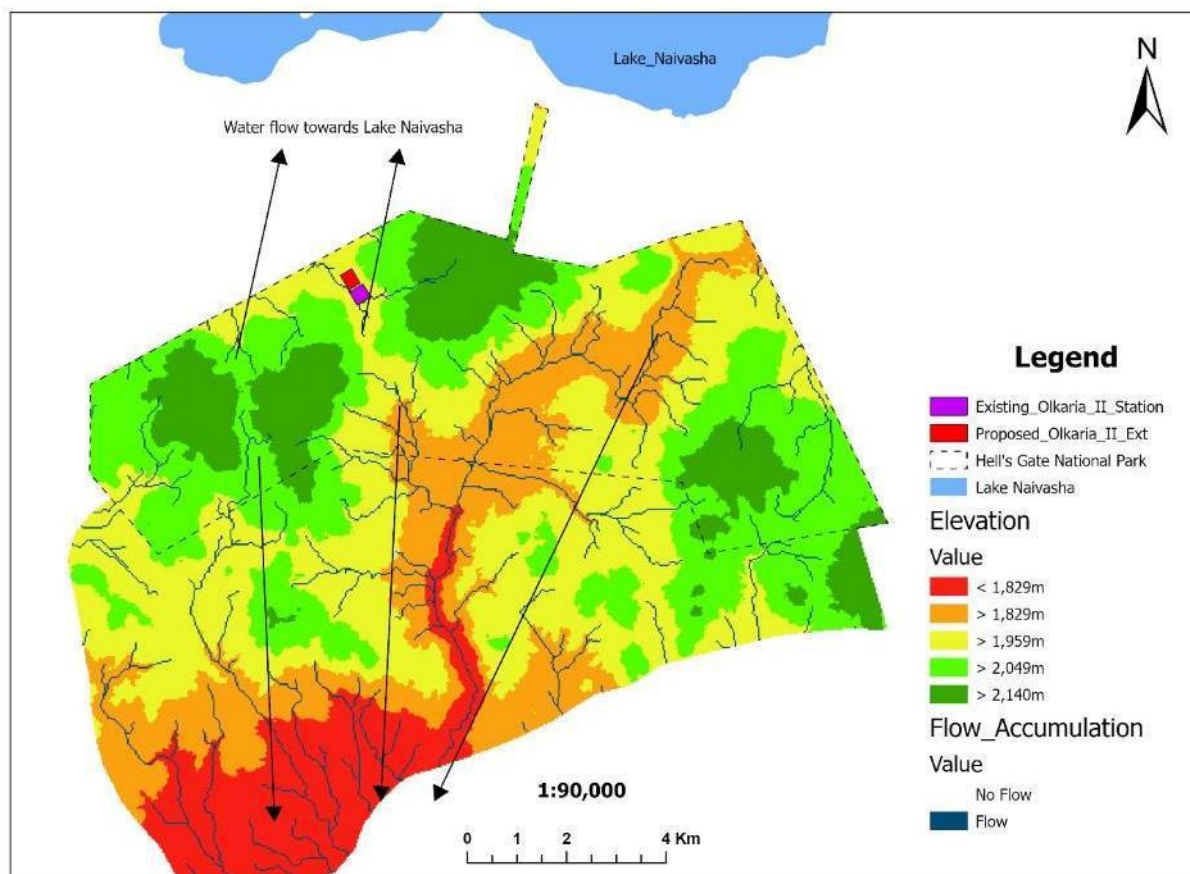 Lake_Naivasha
N
Water flow towards Lake Naivasha
Legend
Existing_Olkaria_II_Station
Proposed_Olkaria_II_Ext
Hell's Gate National Park
Lake Naivasha
Elevation
Value
< 1,829m
> 1,829m
> 1,959m
> 2,049m
> 2,140m
Flow_Accumulation
Value
No Flow
Flow
1:90,000
0 1 2 4 Km